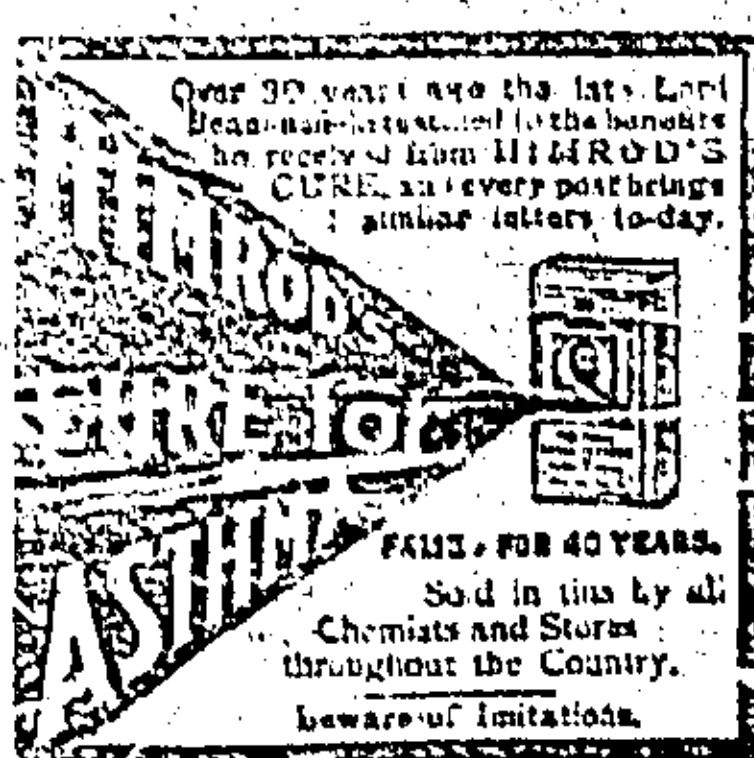 Over 30 years ago the late Lord
Beaconsfield testified to the benefits
he received from HIMROD'S
CURE, and every post brings
similar letters to-day.
HIMROD'S
CURE for
ASTHMA
FAMED FOR 40 YEARS.
Sold in tins by all
Chemists and Stores
throughout the Country.
Beware of Imitations.